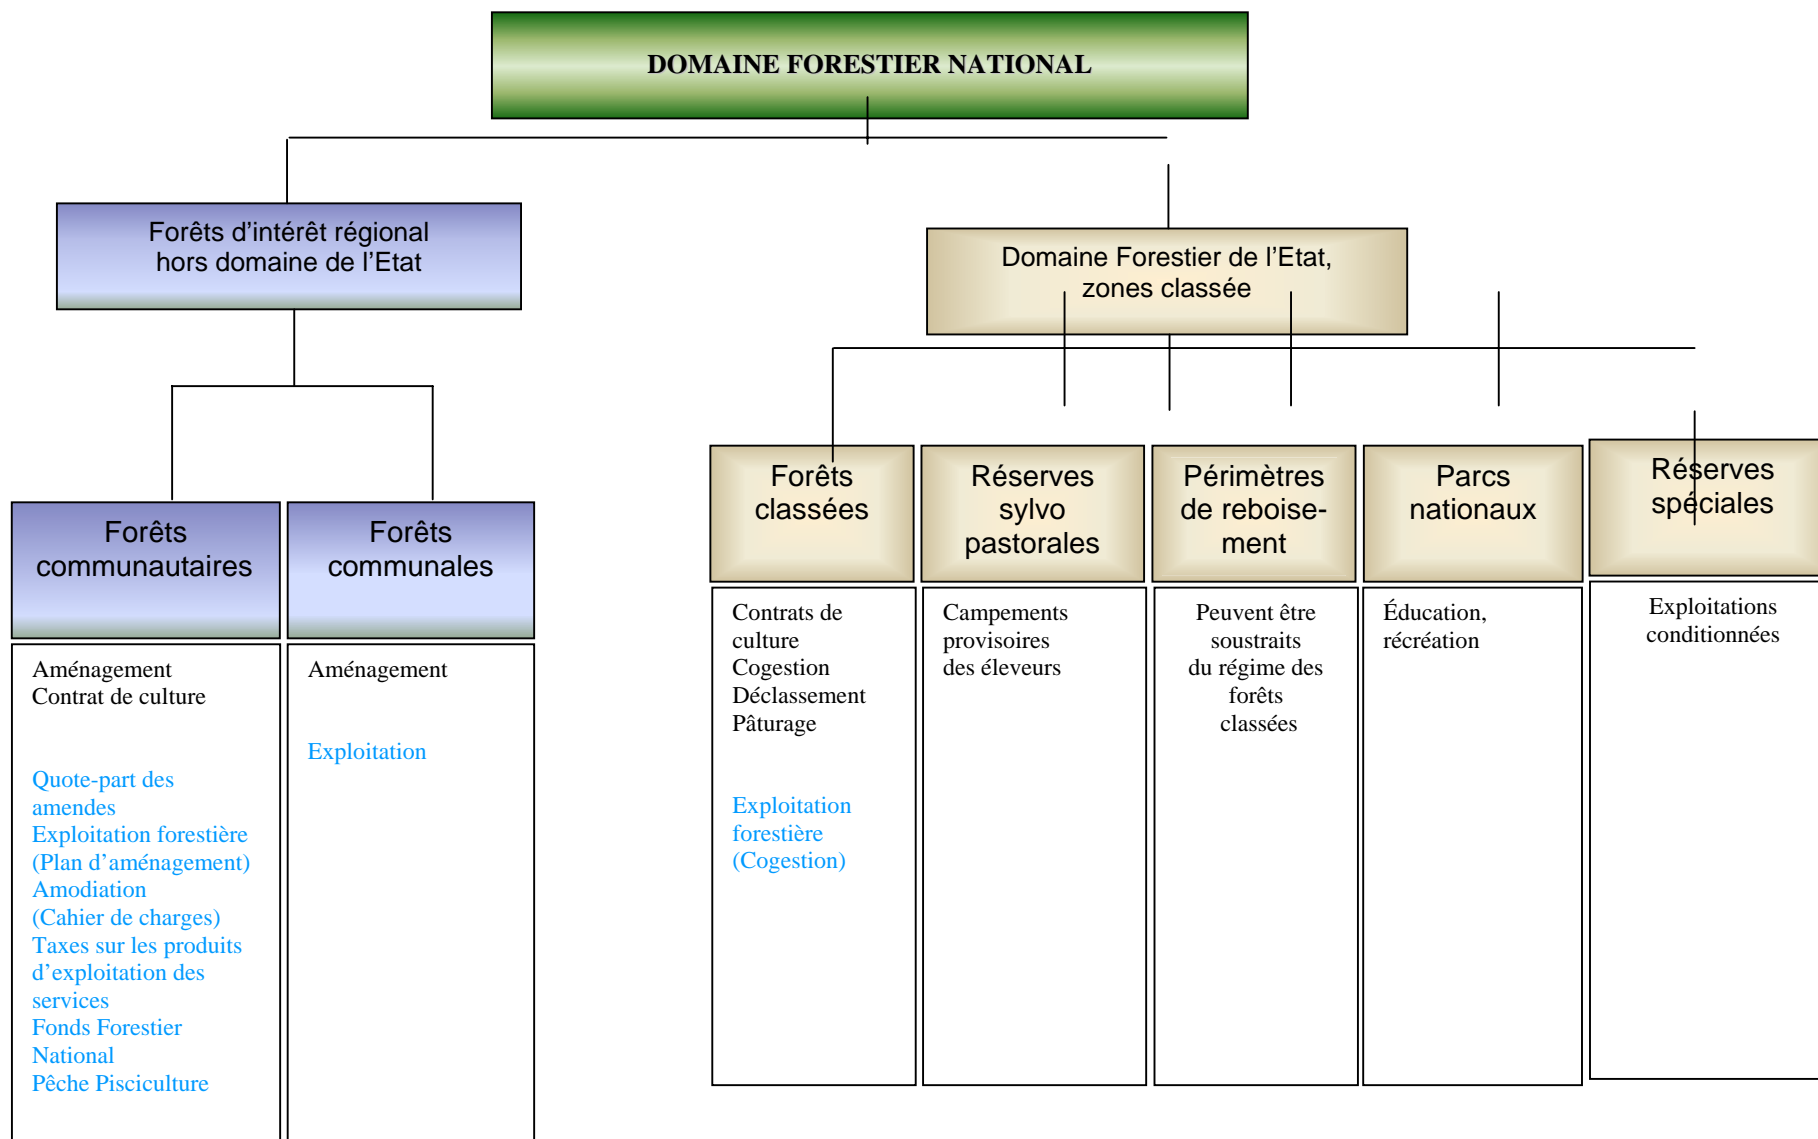 DOMAINE FORESTIER NATIONAL
Forêts d’intérêt régional
hors domaine de l’Etat
Domaine Forestier de l’Etat,
zones classée
Forêts
communautaires
Forêts
communales
Forêts
classées
Réserves
sylvo
pastorales
Périmètres
de reboise-
ment
Parcs
nationaux
Réserves
spéciales
Aménagement
Contrat de culture
Quote-part des
amendes
Exploitation forestière
(Plan d’aménagement)
Amodiation
(Cahier de charges)
Taxes sur les produits
d’exploitation des
services
Fonds Forestier
National
Pêche Pisciculture
Aménagement
Exploitation
Contrats de
culture
Cogestion
Déclassement
Pâturage
Exploitation
forestière
(Cogestion)
Campements
provisoires
des éleveurs
Peuvent être
soustraits
du régime des
forêts
classées
Éducation,
récréation
Exploitations
conditionnées